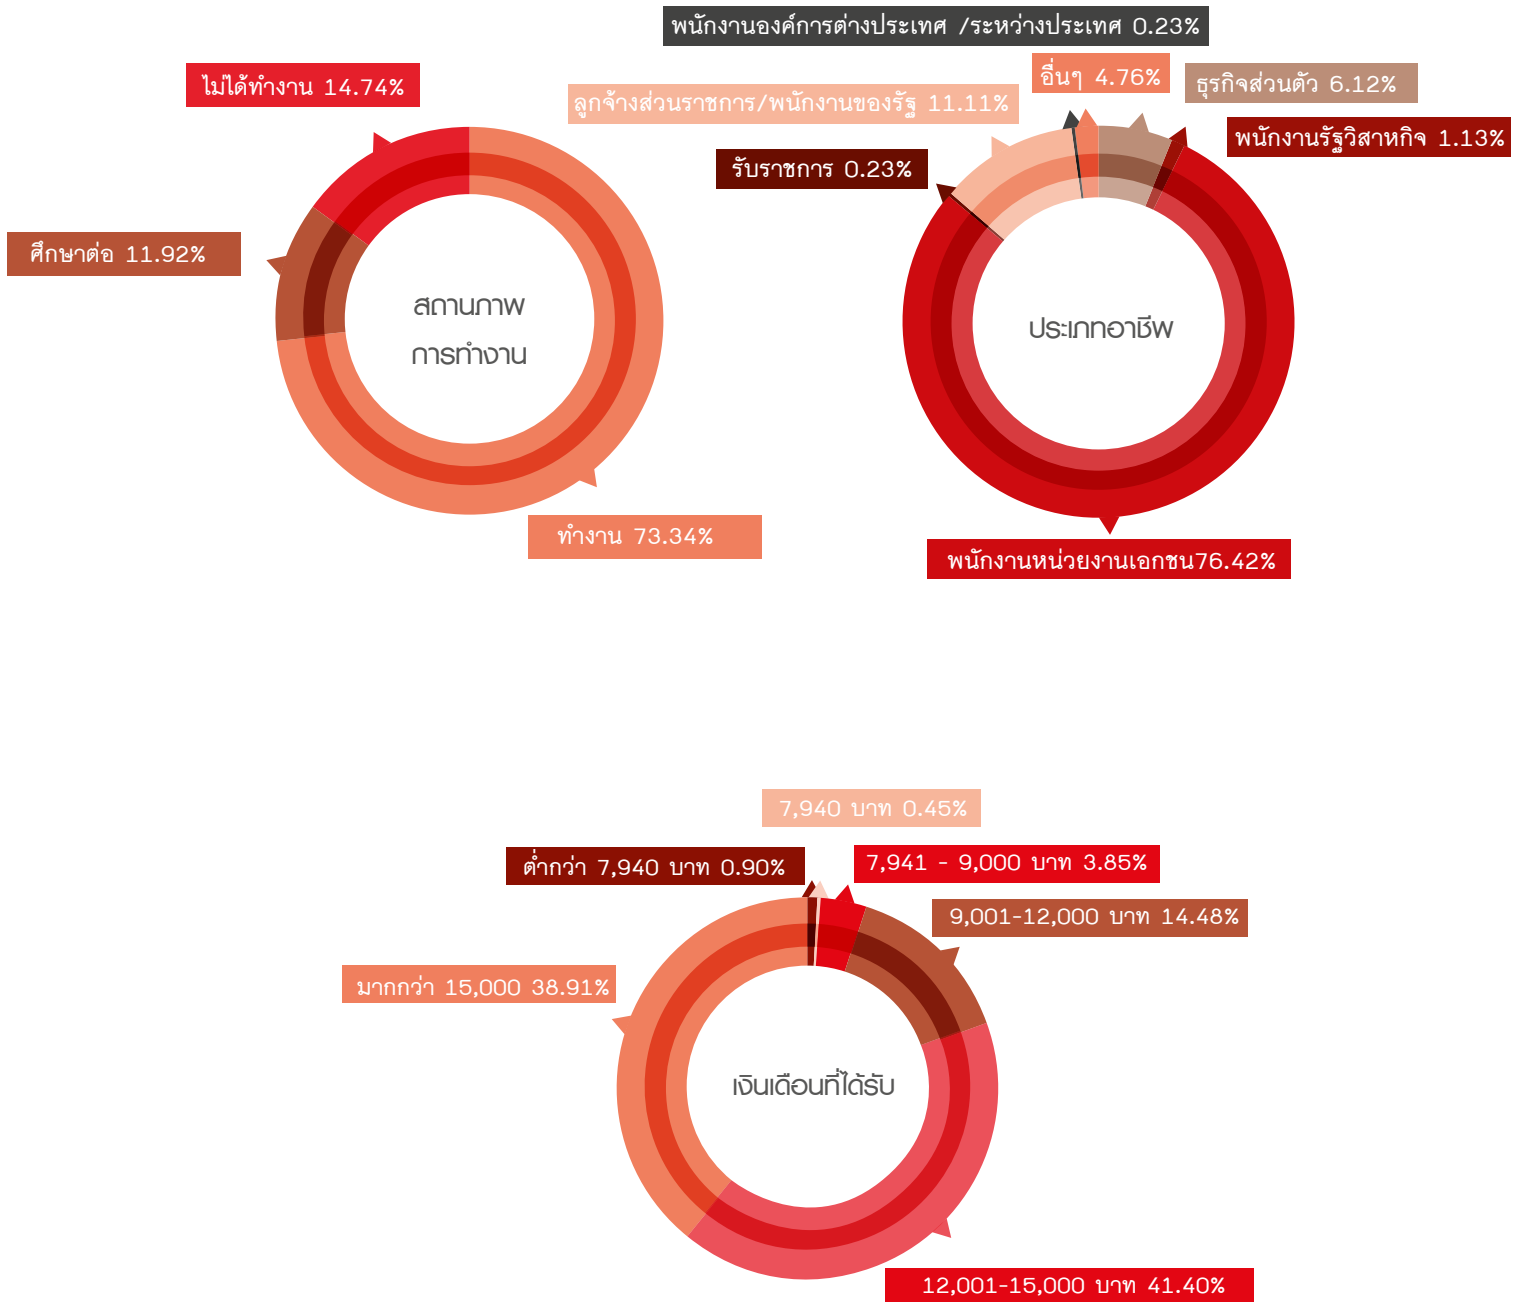 พนักงานองค์การต่างประเทศ /ระหว่างประเทศ 0.23%
ไม่ได้ทำงาน 14.74%
อื่นๆ 4.76%
ธุรกิจส่วนตัว 6.12%
ลูกจ้างส่วนราชการ/พนักงานของรัฐ 11.11%
พนักงานรัฐวิสาหกิจ 1.13%
รับราชการ 0.23%
ศึกษาต่อ 11.92%
สถานภาพ
การทำงาน
ประเภทอาชีพ
ทำงาน 73.34%
พนักงานหน่วยงานเอกชน76.42%
7,940 บาท 0.45%
ต่ำกว่า 7,940 บาท 0.90%
7,941 - 9,000 บาท 3.85%
9,001-12,000 บาท 14.48%
มากกว่า 15,000 38.91%
เงินเดือนที่ได้รับ
12,001-15,000 บาท 41.40%